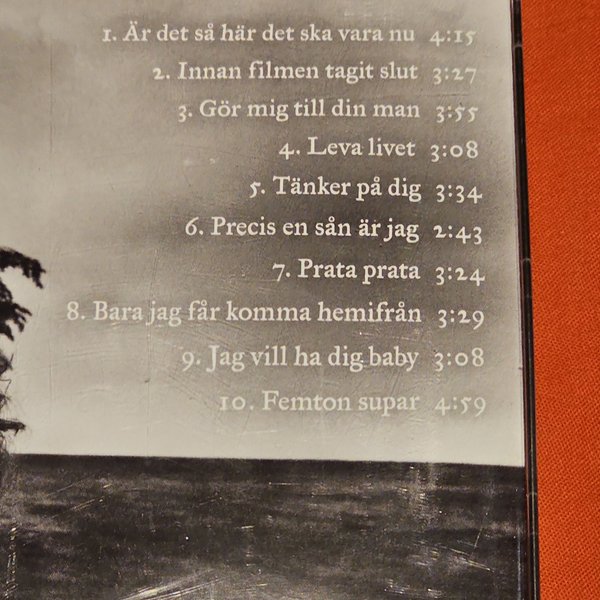 1. Är det så här det ska vara nu 4:15
2. Innan filmen tagit slut 3:27
3. Gör mig till din man 3:55
4. Leva livet 3:08
5. Tänker på dig 3:34
6. Precis en sån är jag 2:43
7. Prata prata 3:24
8. Bara jag får komma hemifrån 3:29
9. Jag vill ha dig baby 3:08
10. Femton supar 4:59